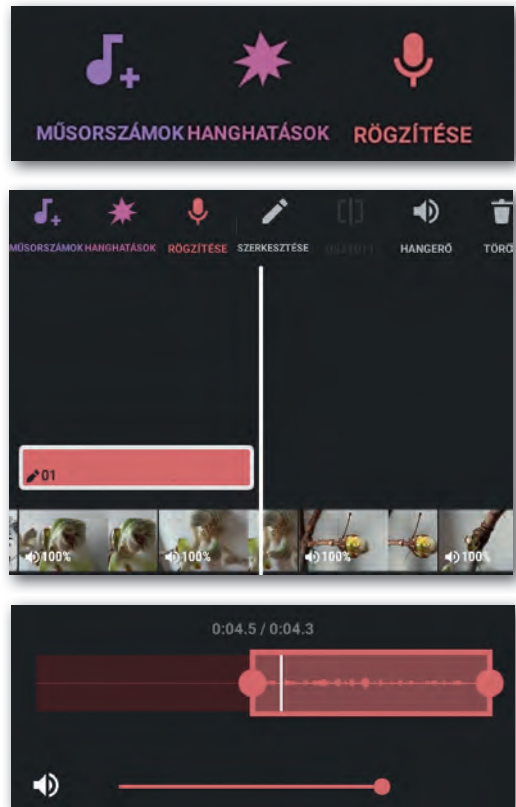 MŰSORSZÁMOK HANGHATÁSOK RÖGZÍTÉSE
MŰSORSZÁMOK HANGHATÁSOK RÖGZÍTÉSE SZERKESZTÉSE HANGERŐ
01
100% 100% 100% 100%
0:04.5 / 0:04.3